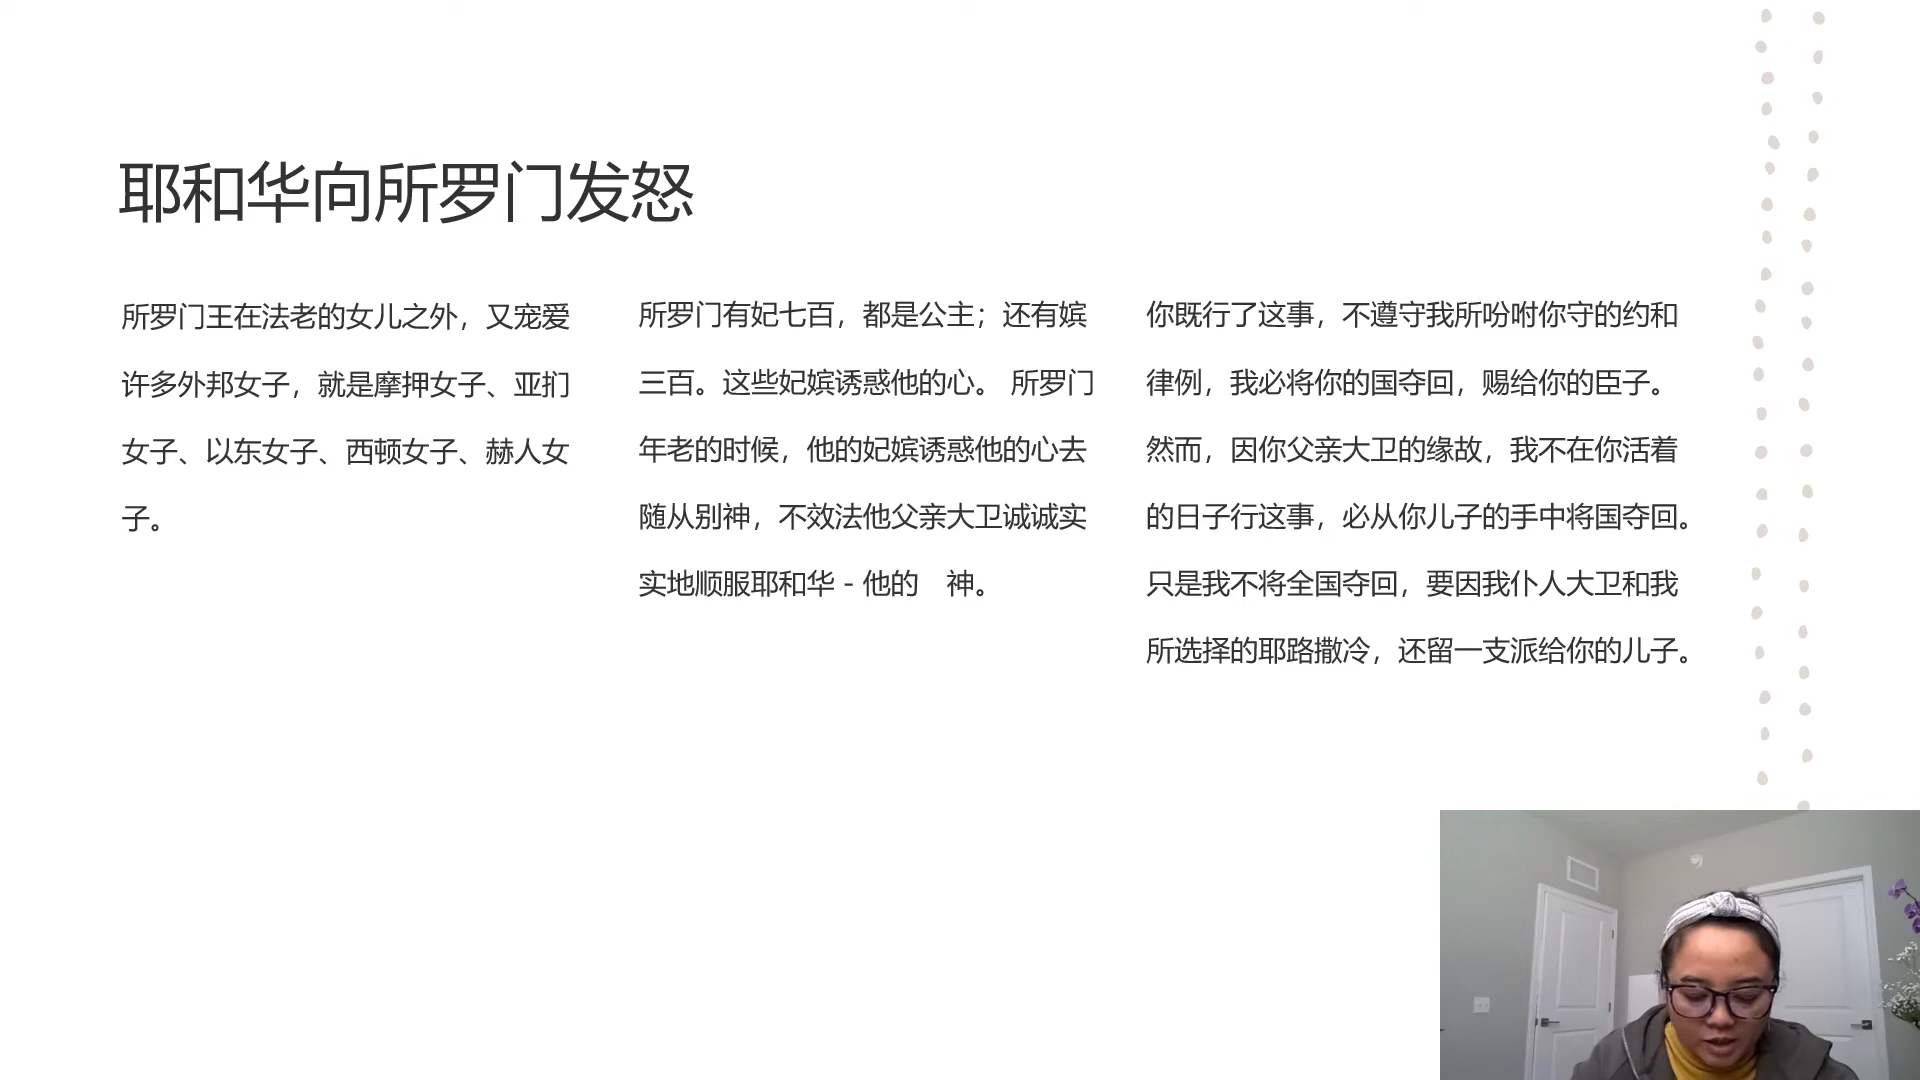 耶和华向所罗门发怒
所罗门王在法老的女儿之外，又宠爱
许多外邦女子，就是摩押女子、亚扪
女子、以东女子、西顿女子、赫人女
子。
所罗门有妃七百，都是公主；还有嫔
三百。这些妃嫔诱惑他的心。 所罗门
年老的时候，他的妃嫔诱惑他的心去
随从别神，不效法他父亲大卫诚诚实
实地顺服耶和华 - 他的　神。
你既行了这事，不遵守我所吩咐你守的约和
律例，我必将你的国夺回，赐给你的臣子。
然而，因你父亲大卫的缘故，我不在你活着
的日子行这事，必从你儿子的手中将国夺回。
只是我不将全国夺回，要因我仆人大卫和我
所选择的耶路撒冷，还留一支派给你的儿子。